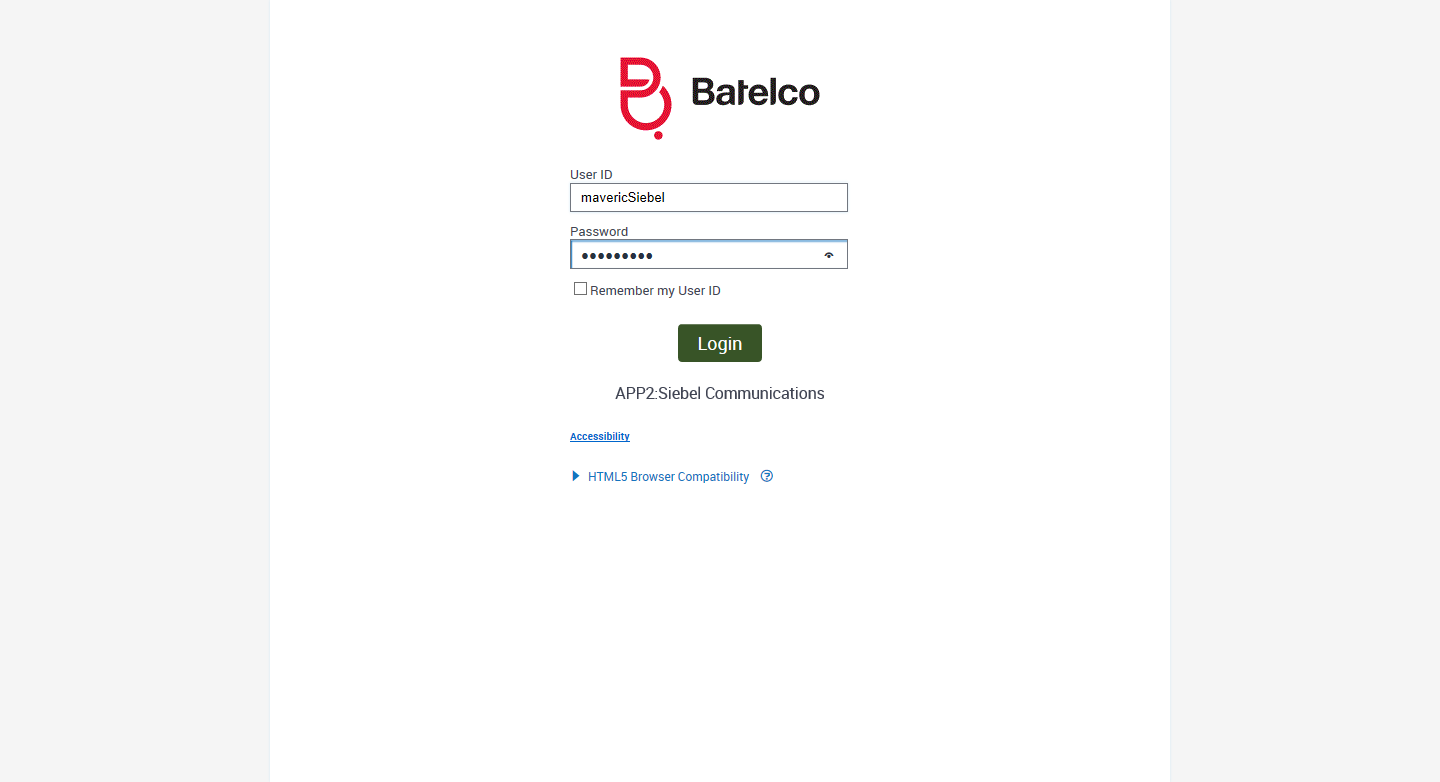 Batelco
User ID
mavericSiebel
Password
●●●●●●●●●
Remember my User ID
Login
APP2:Siebel Communications
Accessibility
HTML5 Browser Compatibility